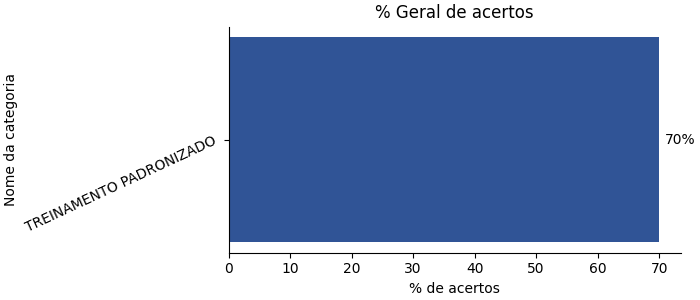 % Geral de acertos
Nome da categoria
TREINAMENTO PADRONIZADO
70%
0 10 20 30 40 50 60 70
% de acertos